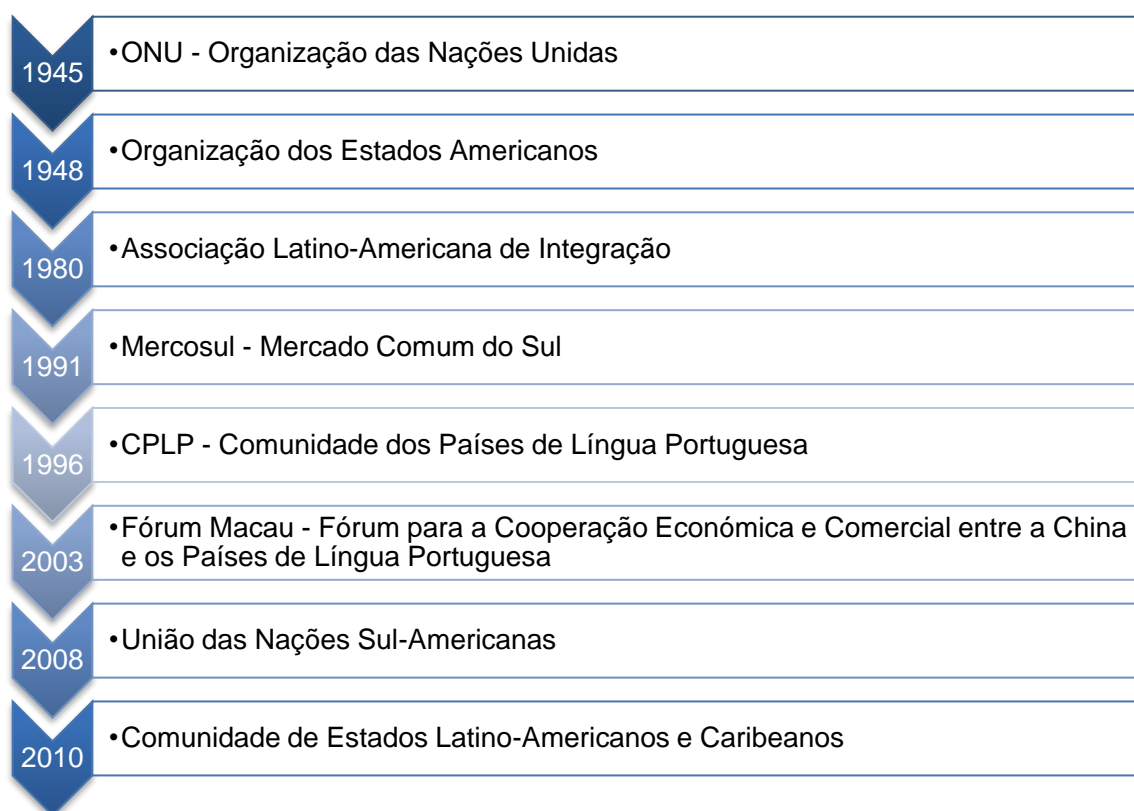 1945
•ONU - Organização das Nações Unidas
1948
•Organização dos Estados Americanos
1980
•Associação Latino-Americana de Integração
1991
•Mercosul - Mercado Comum do Sul
1996
•CPLP - Comunidade dos Países de Língua Portuguesa
2003
•Fórum Macau - Fórum para a Cooperação Económica e Comercial entre a China
e os Países de Língua Portuguesa
2008
•União das Nações Sul-Americanas
2010
•Comunidade de Estados Latino-Americanos e Caribeanos